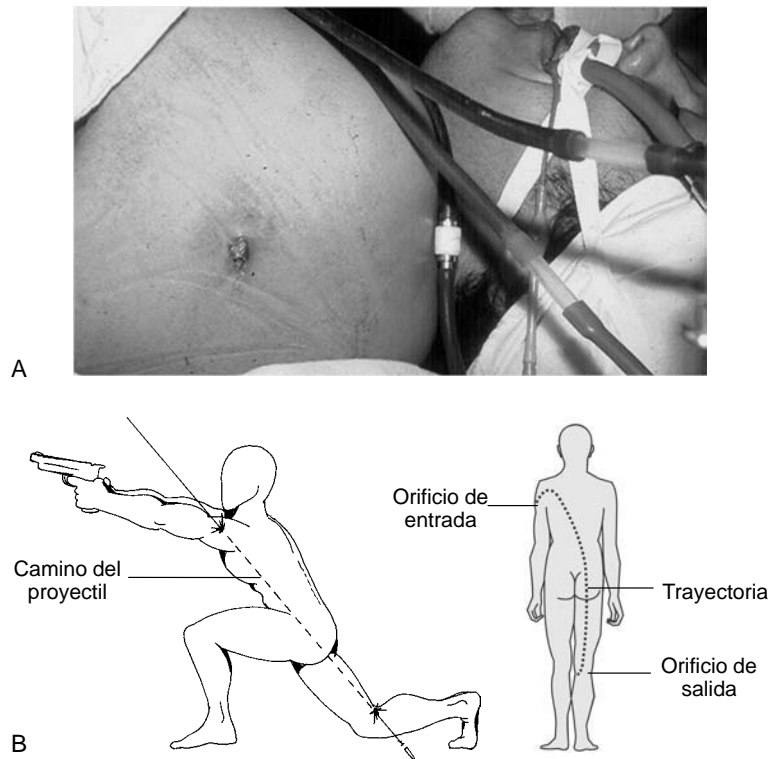 A
Camino del
proyectil
Orificio de
entrada
Trayectoria
Orificio de
salida
B